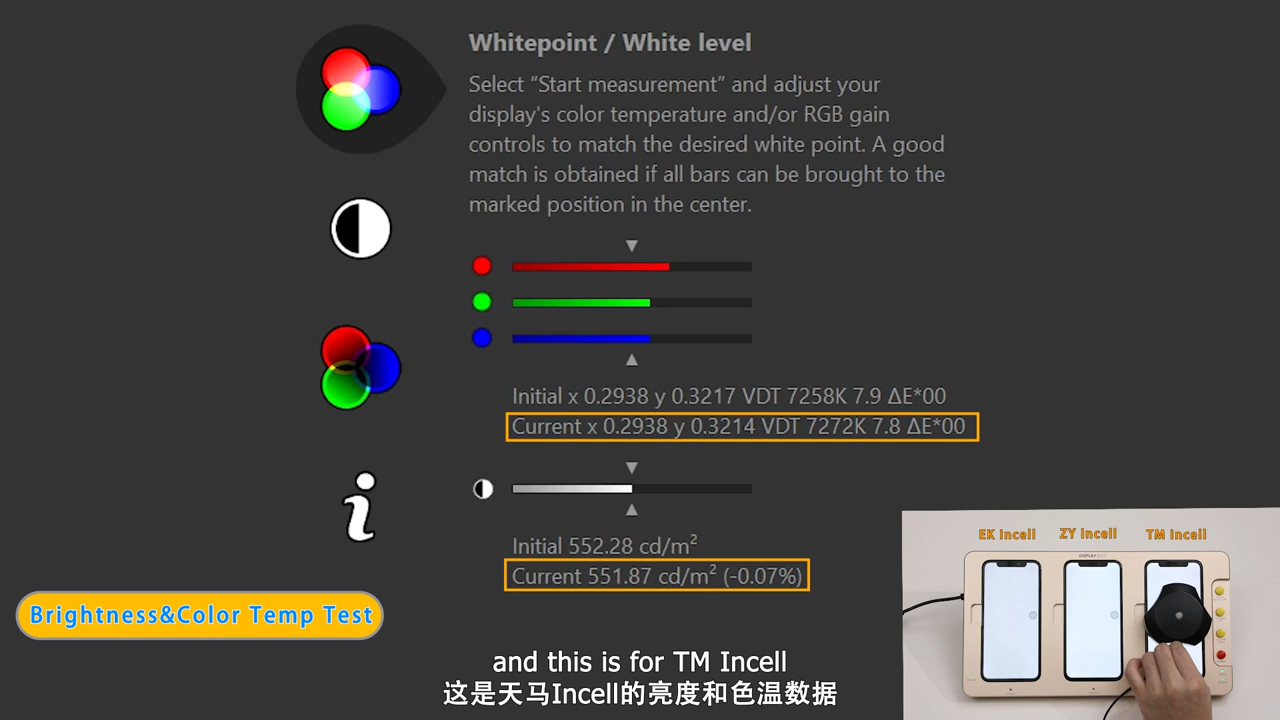 Whitepoint / White level
Select “Start measurement” and adjust your
display's color temperature and/or RGB gain
controls to match the desired white point. A good
match is obtained if all bars can be brought to the
marked position in the center.
Initial x 0.2938 y 0.3217 VDT 7258K 7.9 ΔE*00
Current x 0.2938 y 0.3214 VDT 7272K 7.8 ΔE*00
Initial 552.28 cd/m²
Current 551.87 cd/m² (-0.07%)
EK Incell ZY Incell TM Incell
Brightness&Color Temp Test
and this is for TM Incell
这是天马Incell的亮度和色温数据